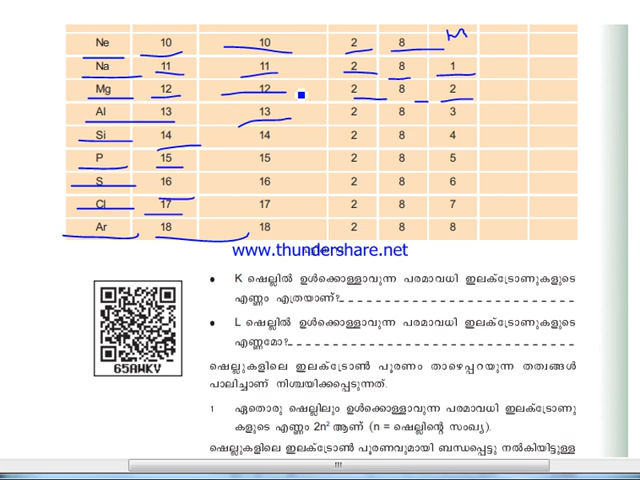 M
Ne 10 10 2 8
Na 11 11 2 8 1
Mg 12 12 2 8 2
Al 13 13 2 8 3
Si 14 14 2 8 4
P 15 15 2 8 5
S 16 16 2 8 6
Cl 17 17 2 8 7
Ar 18 18 2 8 8
www.thundershare.net
• K ഷെല്ലിൽ ഉൾക്കൊള്ളാവുന്ന പരമാവധി ഇലക്ട്രോണുകളുടെ
എണ്ണം എത്രയാണ്?
• L ഷെല്ലിൽ ഉൾക്കൊള്ളാവുന്ന പരമാവധി ഇലക്ട്രോണുകളുടെ
എണ്ണമോ?
65AWKV
ഷെല്ലുകളിലെ ഇലക്ട്രോൺ പൂരണം താഴെപ്പറയുന്ന തത്വങ്ങൾ
പാലിച്ചാണ് നിശ്ചയിക്കപ്പെടുന്നത്.
1 ഏതൊരു ഷെല്ലിലും ഉൾക്കൊള്ളാവുന്ന പരമാവധി ഇലക്ട്രോണു
കളുടെ എണ്ണം 2n² ആണ് (n = ഷെല്ലിന്റെ സംഖ്യ).
ഷെല്ലുകളിലെ ഇലക്ട്രോൺ പൂരണവുമായി ബന്ധപ്പെട്ടു നൽകിയിട്ടുള്ള